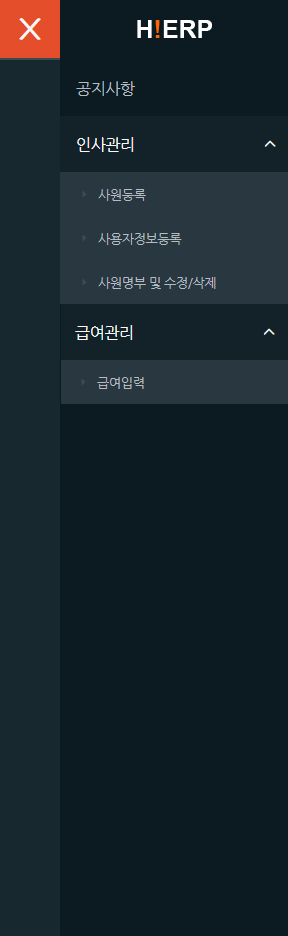 H!ERP
공지사항
인사관리
사원등록
사용자정보등록
사원명부 및 수정/삭제
급여관리
급여입력